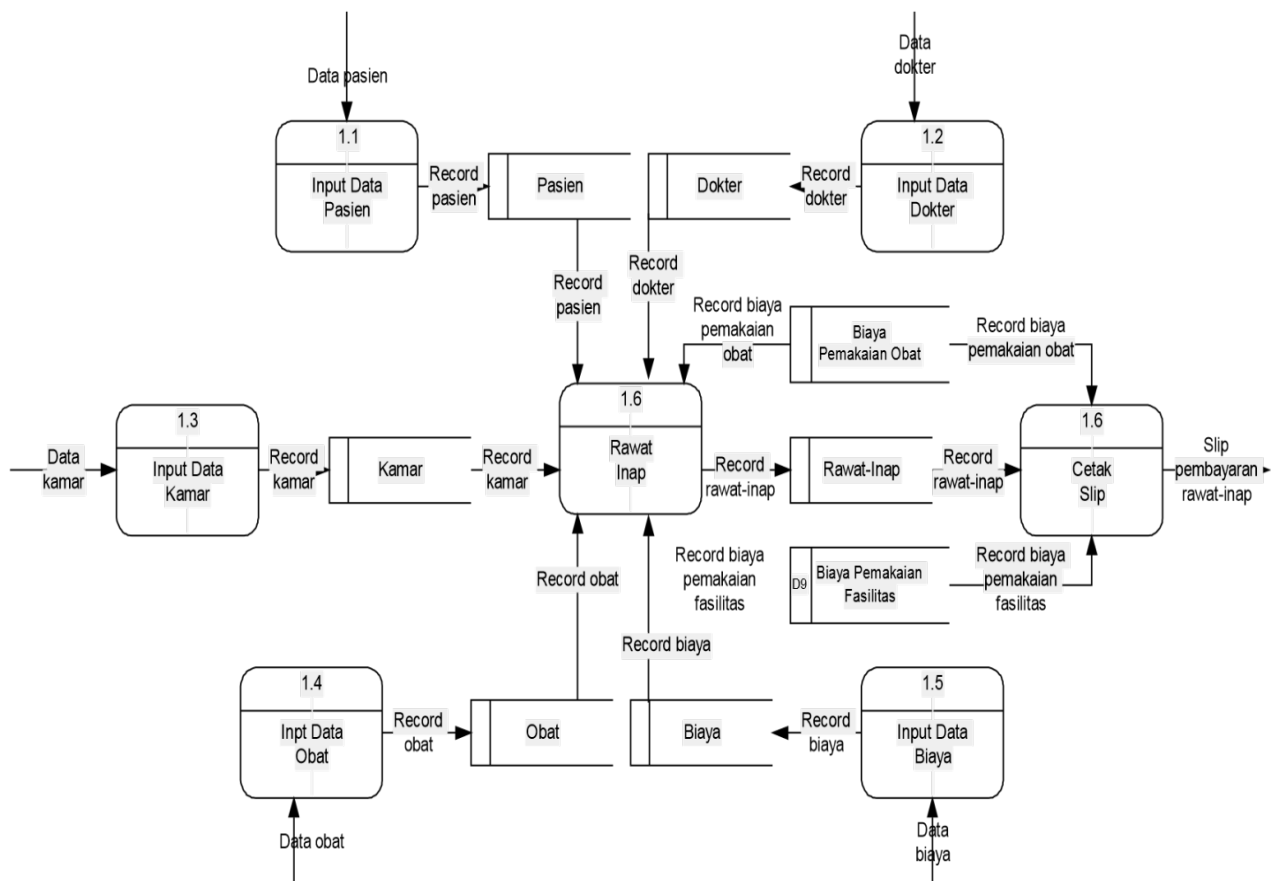 Data pasien
Data
dokter
1.1
Input Data
Pasien
Record
pasien
Pasien
Dokter
Record
dokter
1.2
Input Data
Dokter
Record
pasien
Record
dokter
Record biaya
pemakaian
obat
Biaya
Pemakaian Obat
Record biaya
pemakaian obat
Data
kamar
1.3
Input Data
Kamar
Record
kamar
Kamar
Record
kamar
1.6
Rawat
Inap
Record
rawat-inap
Rawat-Inap
Record
rawat-inap
1.6
Cetak
Slip
Slip
pembayaran
rawat-inap
Record obat
Record biaya
pemakaian
fasilitas
D9
Biaya Pemakaian
Fasilitas
Record biaya
pemakaian
fasilitas
Record biaya
1.4
Inpt Data
Obat
Record
obat
Obat
Biaya
Record
biaya
1.5
Input Data
Biaya
Data obat
Data
biaya